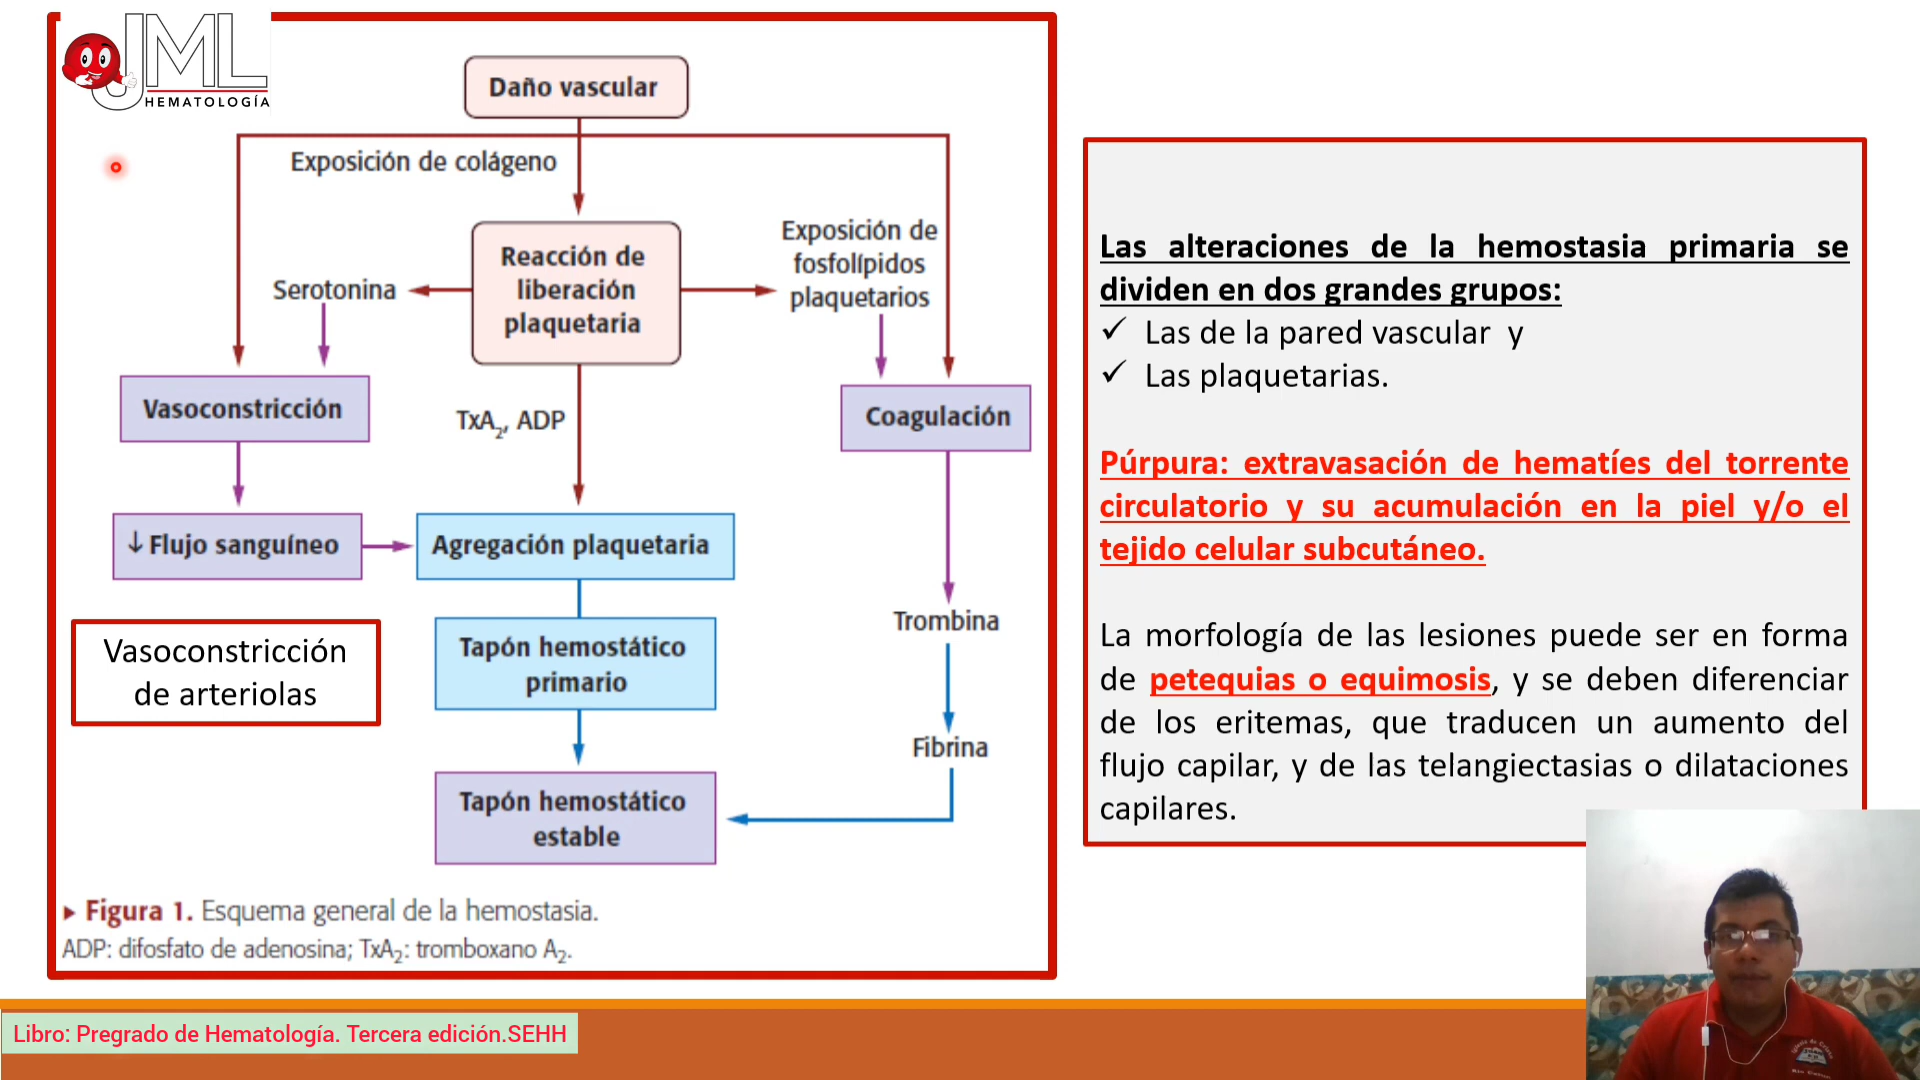 JML
HEMATOLOGÍA
Daño vascular
Exposición de colágeno
Reacción de
liberación
plaquetaria
Serotonina
Exposición de
fosfolípidos
plaquetarios
Vasoconstricción
TxA₂, ADP
Coagulación
↓ Flujo sanguíneo
Agregación plaquetaria
Vasoconstricción
de arteriolas
Tapón hemostático
primario
Trombina
Fibrina
Tapón hemostático
estable
▸ Figura 1. Esquema general de la hemostasia.
ADP: difosfato de adenosina; TxA₂: tromboxano A₂.
Las alteraciones de la hemostasia primaria se
dividen en dos grandes grupos:
✓ Las de la pared vascular y
✓ Las plaquetarias.
Púrpura: extravasación de hematíes del torrente
circulatorio y su acumulación en la piel y/o el
tejido celular subcutáneo.
La morfología de las lesiones puede ser en forma
de petequias o equimosis, y se deben diferenciar
de los eritemas, que traducen un aumento del
flujo capilar, y de las telangiectasias o dilataciones
capilares.
Libro: Pregrado de Hematología. Tercera edición.SEHH
Iglesia de Cristo